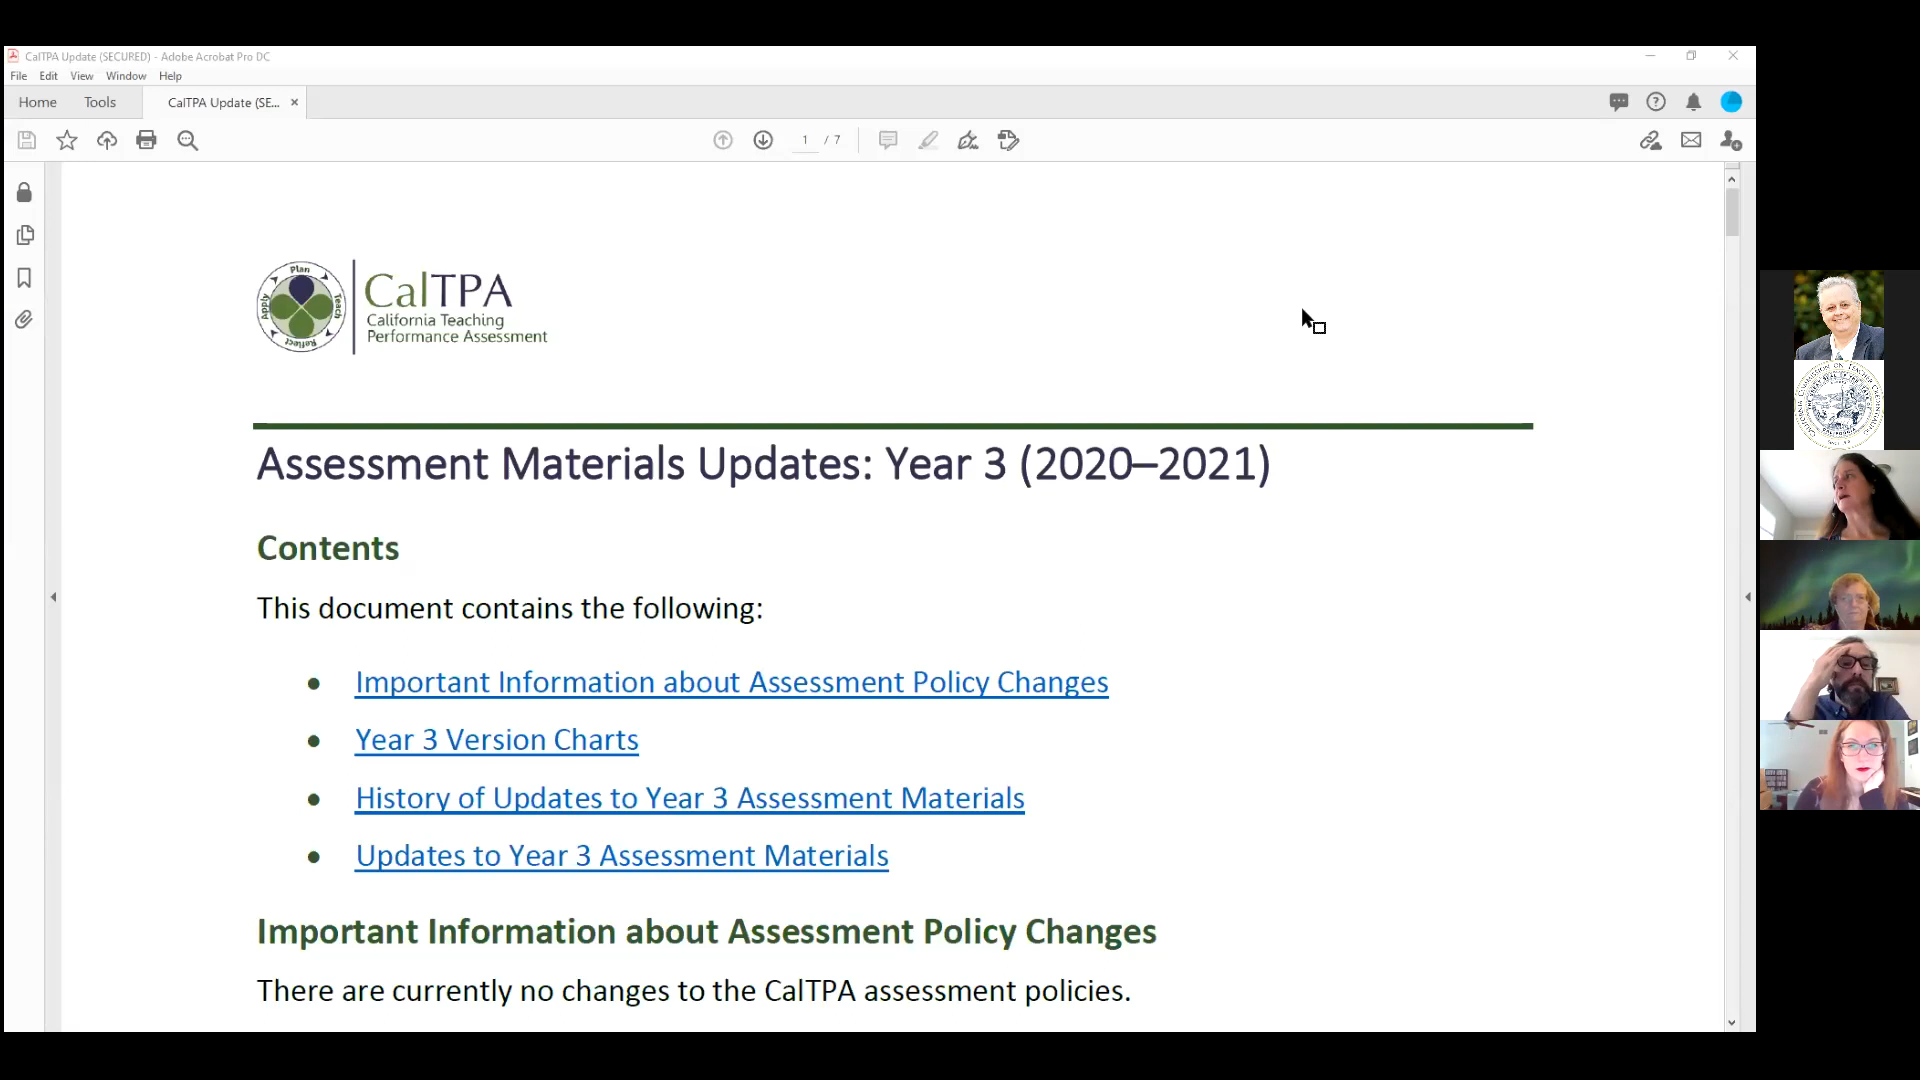 CalTPA Update (SECURED) - Adobe Acrobat Pro DC
File Edit View Window Help
Home Tools CalTPA Update (SE... ×
1 / 7
Plan
Teach
Reflect
Apply
CalTPA
California Teaching
Performance Assessment
Assessment Materials Updates: Year 3 (2020–2021)
Contents
This document contains the following:
• Important Information about Assessment Policy Changes
• Year 3 Version Charts
• History of Updates to Year 3 Assessment Materials
• Updates to Year 3 Assessment Materials
Important Information about Assessment Policy Changes
There are currently no changes to the CalTPA assessment policies.